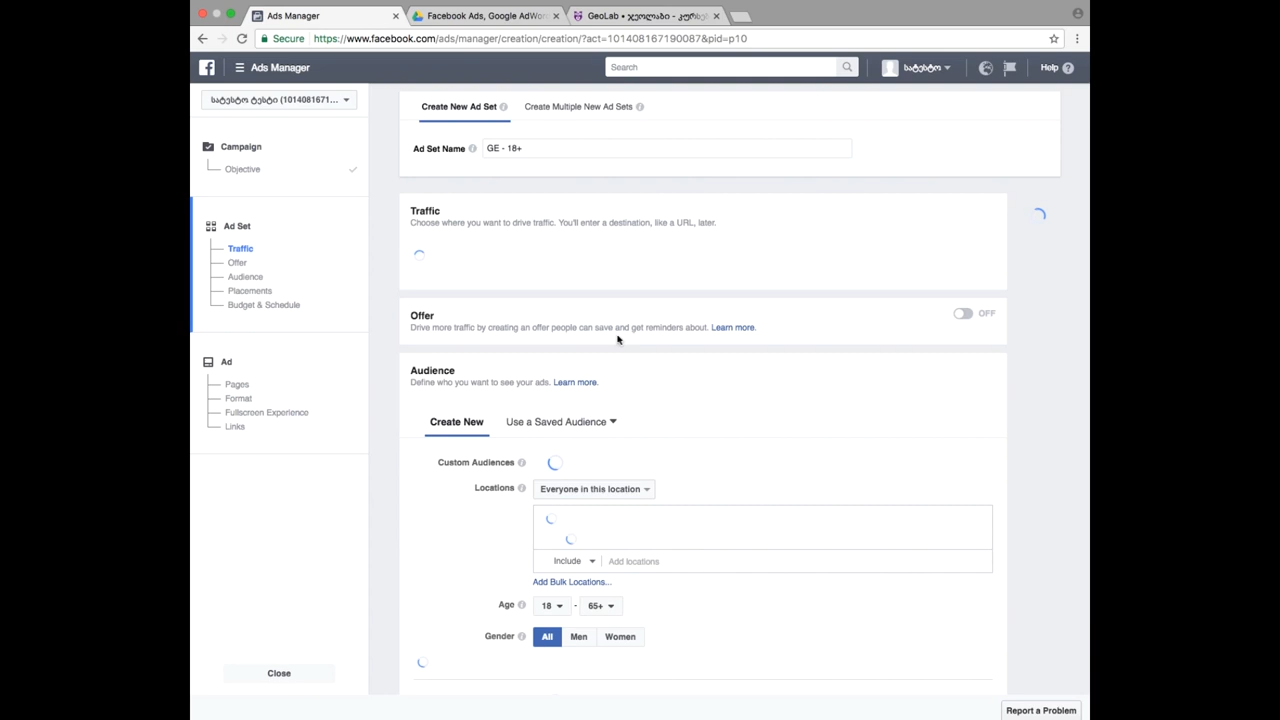 Ads Manager
Facebook Ads, Google AdWor
GeoLab • ჯეოლაბი - კურსებ
Secure https://www.facebook.com/ads/manager/creation/creation/?act=101408167190087&pid=p10
Ads Manager
Search
სატესტო
Help
სატესტო ტესტი (1014081671...
Create New Ad Set
Create Multiple New Ad Sets
Campaign
Ad Set Name
GE - 18+
Objective
Traffic
Choose where you want to drive traffic. You'll enter a destination, like a URL, later.
Ad Set
Traffic
Offer
Audience
Placements
Budget & Schedule
Offer
OFF
Drive more traffic by creating an offer people can save and get reminders about. Learn more.
Ad
Pages
Format
Fullscreen Experience
Links
Audience
Define who you want to see your ads. Learn more.
Create New
Use a Saved Audience
Custom Audiences
Locations
Everyone in this location
Include
Add locations
Add Bulk Locations...
Age
18 - 65+
Gender
All
Men
Women
Close
Report a Problem